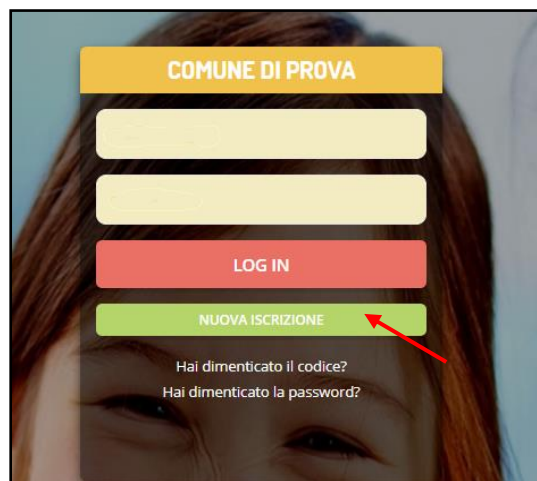 COMUNE DI PROVA
LOG IN
NUOVA ISCRIZIONE
Hai dimenticato il codice?
Hai dimenticato la password?